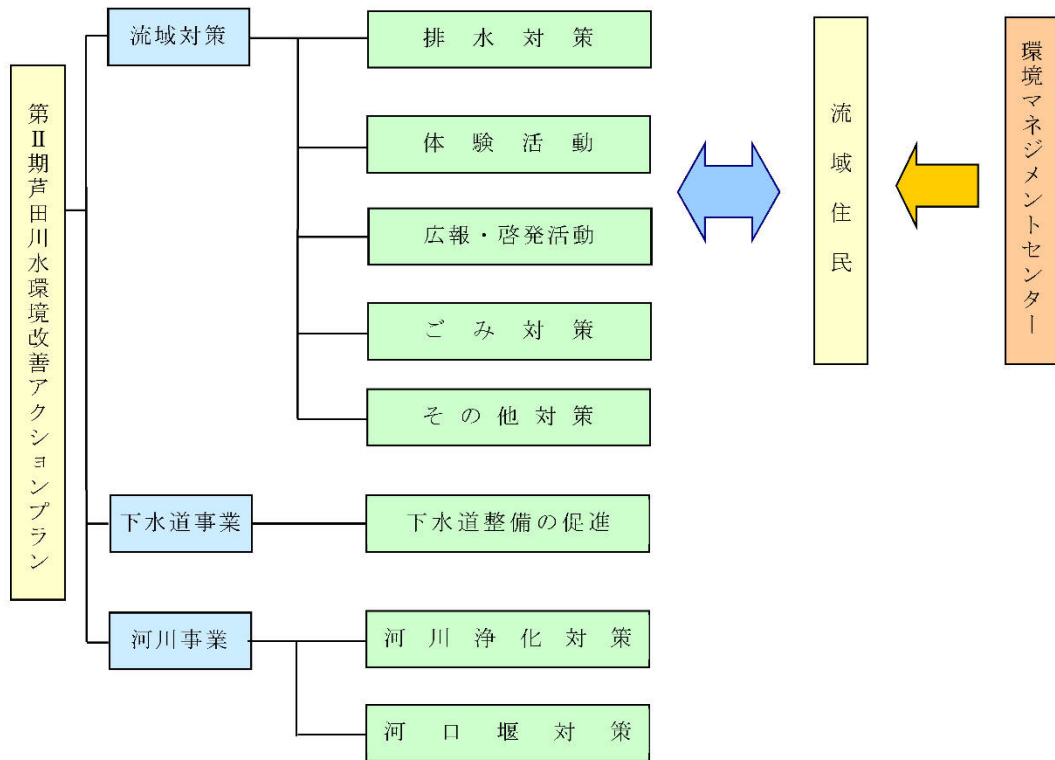 第Ⅱ期芦田川水環境改善アクションプラン
流域対策
排水対策
体験活動
広報・啓発活動
ごみ対策
その他対策
下水道事業
下水道整備の促進
河川事業
河川浄化対策
河口堰対策
流域住民
環境マネジメントセンター